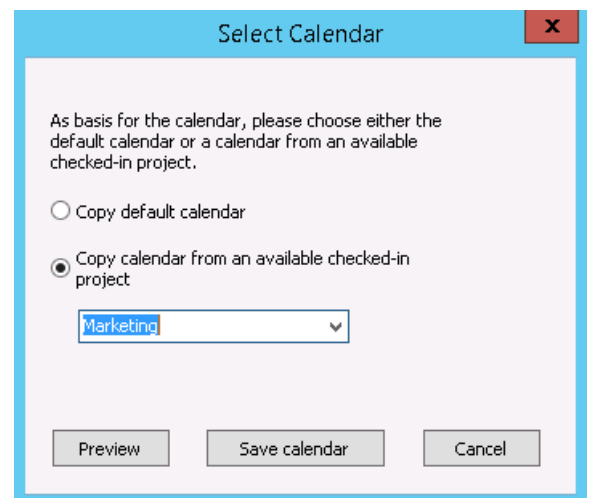 Select Calendar
x
As basis for the calendar, please choose either the
default calendar or a calendar from an available
checked-in project.
Copy default calendar
Copy calendar from an available checked-in
project
Marketing
Preview Save calendar Cancel